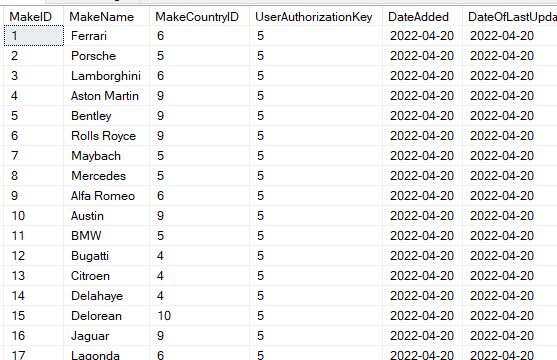 MakeID MakeName MakeCountryID UserAuthorizationKey DateAdded DateOfLastUpda
1 Ferrari 6 5 2022-04-20 2022-04-20
2 Porsche 5 5 2022-04-20 2022-04-20
3 Lamborghini 6 5 2022-04-20 2022-04-20
4 Aston Martin 9 5 2022-04-20 2022-04-20
5 Bentley 9 5 2022-04-20 2022-04-20
6 Rolls Royce 9 5 2022-04-20 2022-04-20
7 Maybach 5 5 2022-04-20 2022-04-20
8 Mercedes 5 5 2022-04-20 2022-04-20
9 Alfa Romeo 6 5 2022-04-20 2022-04-20
10 Austin 9 5 2022-04-20 2022-04-20
11 BMW 5 5 2022-04-20 2022-04-20
12 Bugatti 4 5 2022-04-20 2022-04-20
13 Citroen 4 5 2022-04-20 2022-04-20
14 Delahaye 4 5 2022-04-20 2022-04-20
15 Delorean 10 5 2022-04-20 2022-04-20
16 Jaguar 9 5 2022-04-20 2022-04-20
17 Lagonda 6 5 2022-04-20 2022-04-20